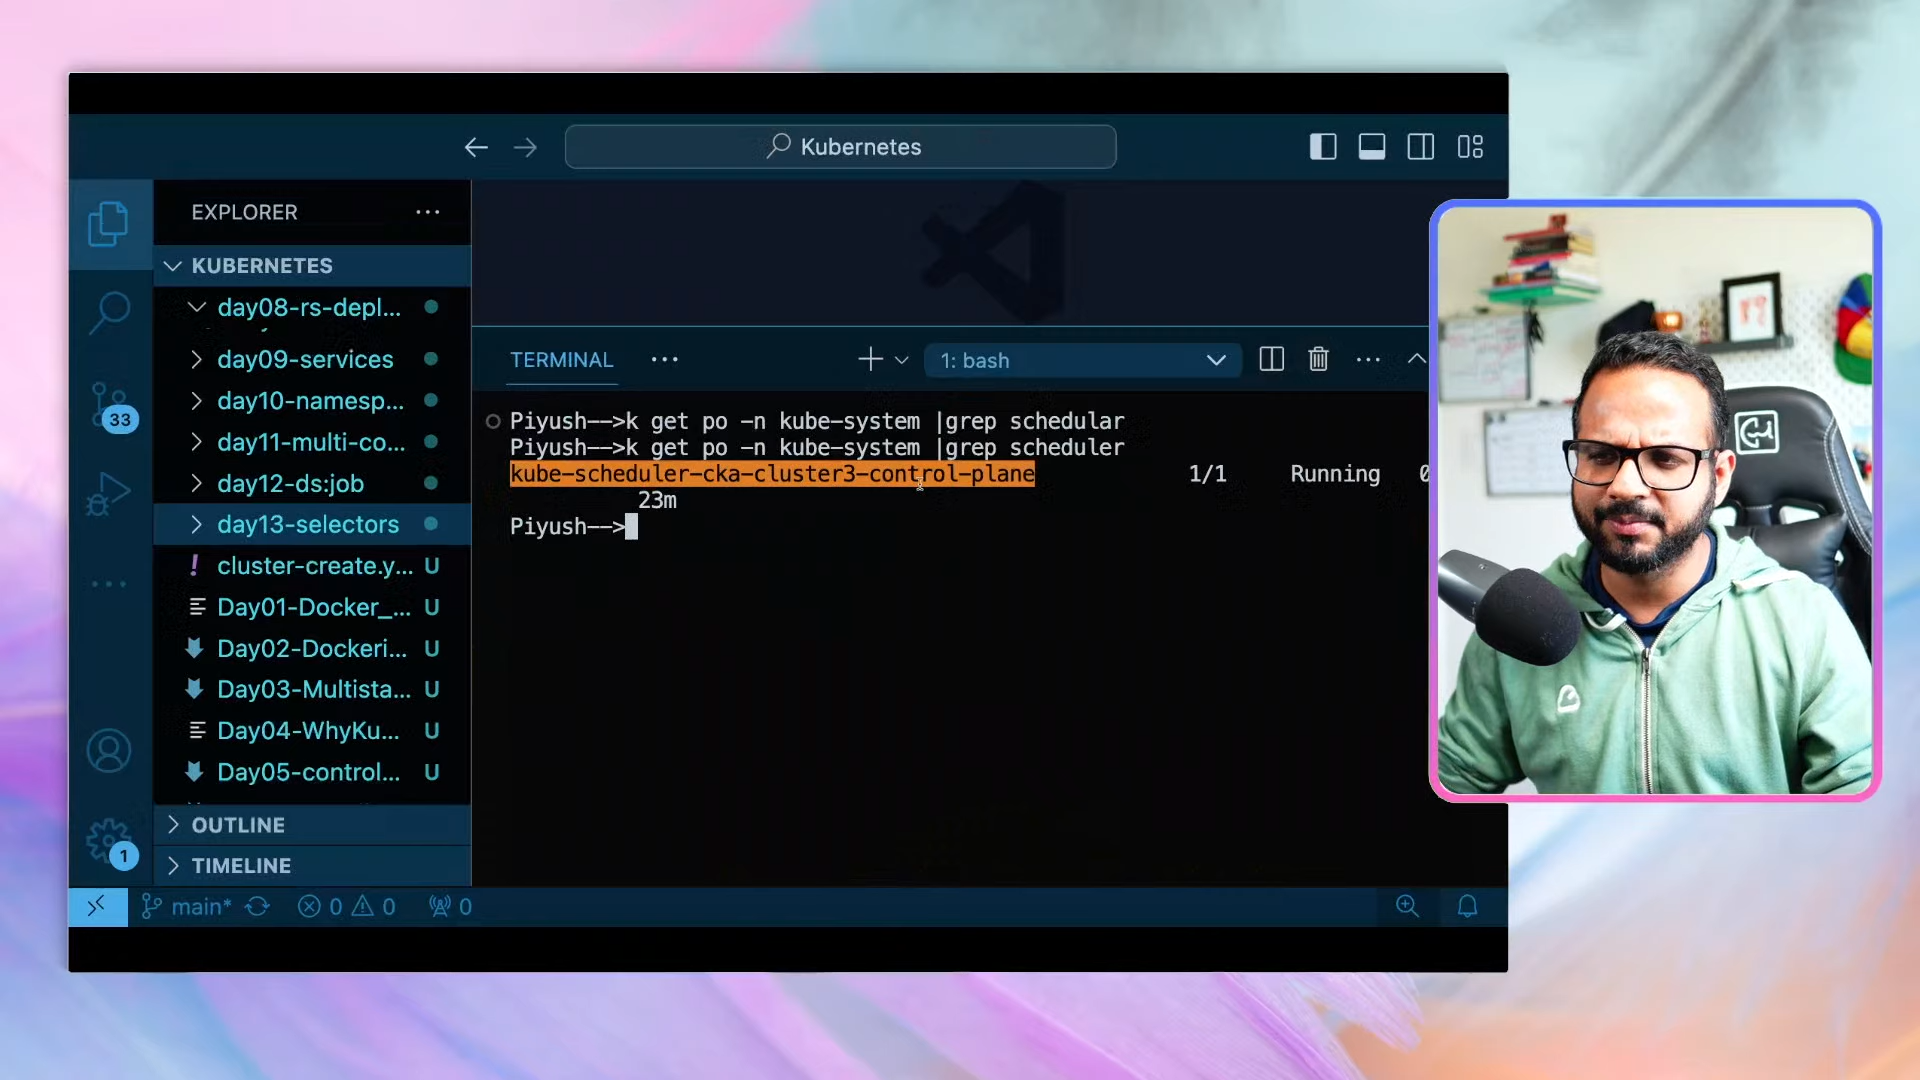 Kubernetes
EXPLORER
KUBERNETES
day08-rs-depl...
day09-services
day10-namesp...
day11-multi-co...
day12-ds:job
day13-selectors
cluster-create.y... U
Day01-Docker_... U
Day02-Dockeri... U
Day03-Multista... U
Day04-WhyKu... U
Day05-control... U
OUTLINE
TIMELINE
33
1
TERMINAL
1: bash
Piyush-->k get po -n kube-system |grep schedular
Piyush-->k get po -n kube-system |grep scheduler
kube-scheduler-cka-cluster3-control-plane 1/1 Running 0
23m
Piyush-->
main* 0 0 0